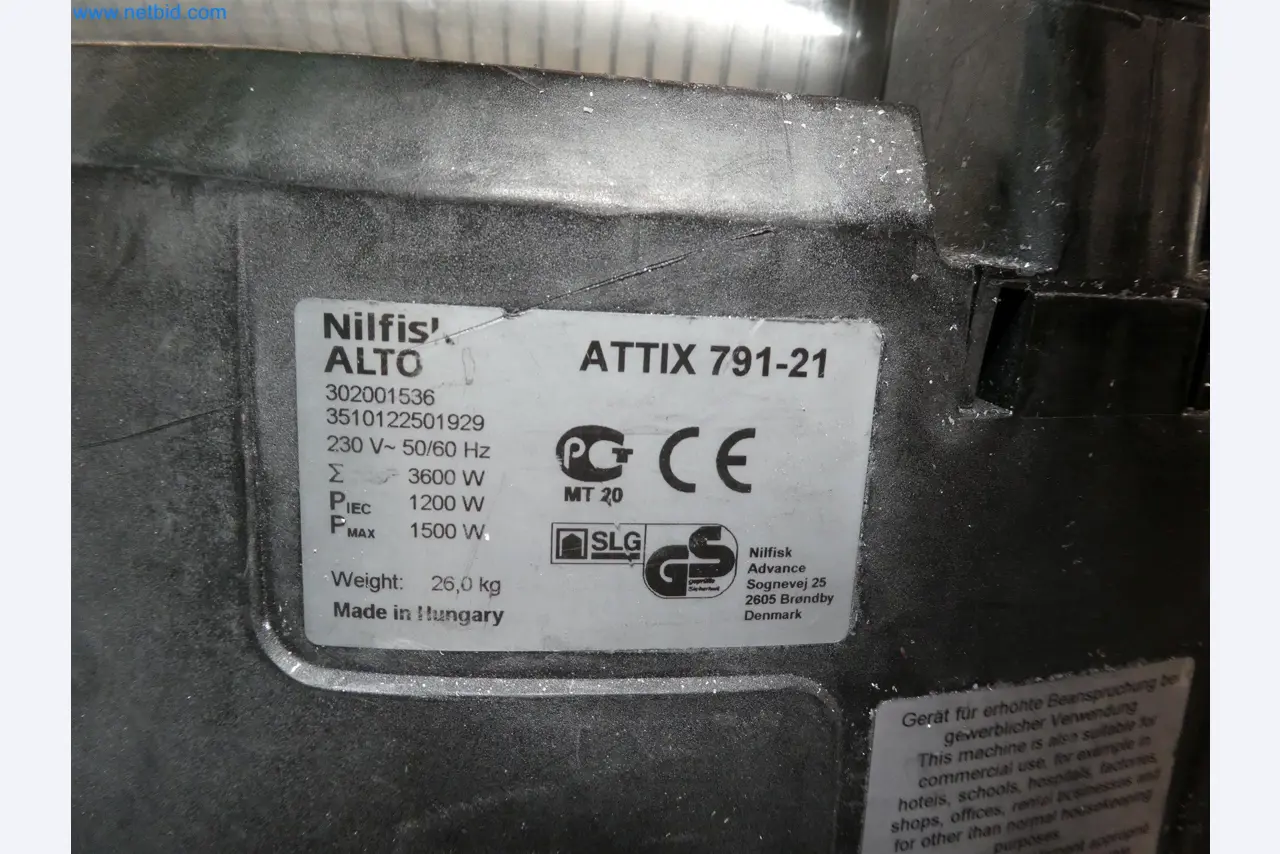 www.netbid.com
Nilfisk
ALTO
302001536
3510122501929
230 V~ 50/60 Hz
Σ 3600 W
PIEC 1200 W
PMAX 1500 W
Weight: 26,0 kg
Made in Hungary
ATTIX 791-21
PCT
MT 20
CE
SLG
GS
geprüfte
Sicherheit
Nilfisk
Advance
Sognevej 25
2605 Brøndby
Denmark
Gerät für erhöhte Beanspruchung bei
gewerblicher Verwendung
This machine is also suitable for
commercial use, for example in
hotels, schools, hospitals, factories,
shops, offices, rental businesses and
for other than normal housekeeping
purposes.